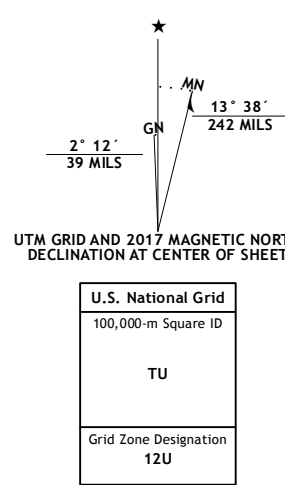 ★
MN
GN
13° 38´
242 MILS
2° 12´
39 MILS
UTM GRID AND 2017 MAGNETIC NORT
DECLINATION AT CENTER OF SHEET
U.S. National Grid
100,000-m Square ID
TU
Grid Zone Designation
12U